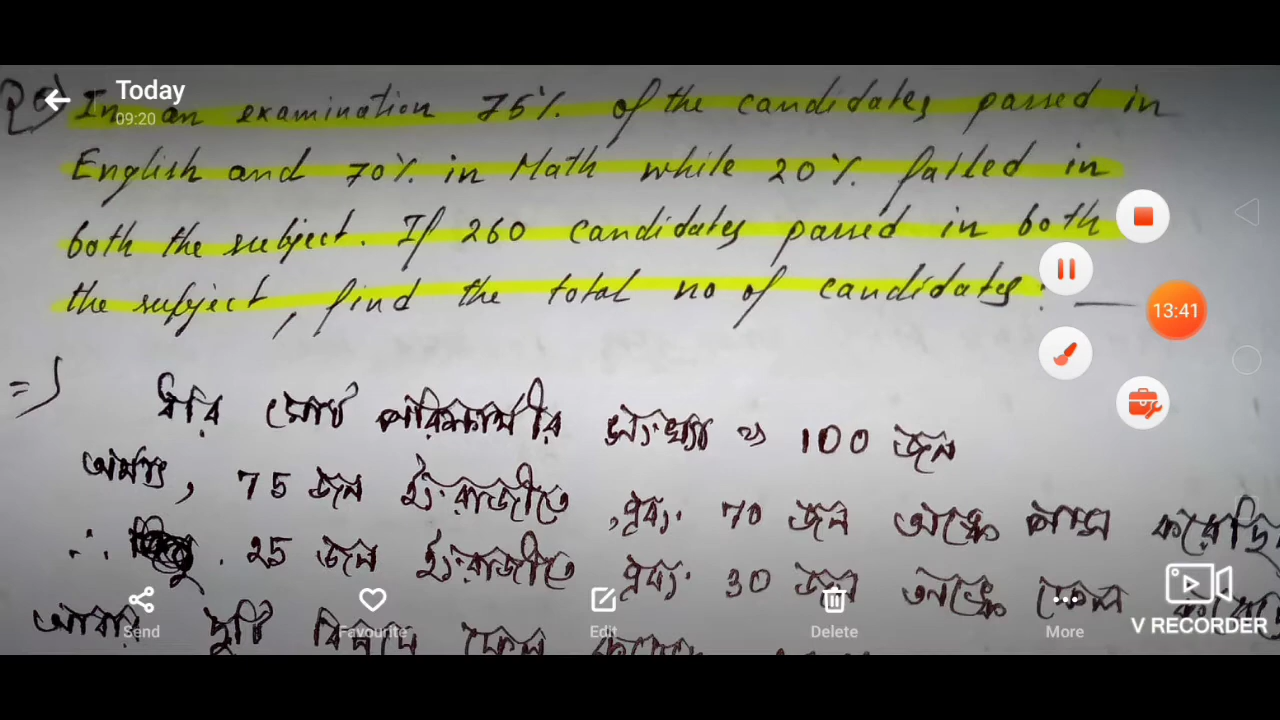 Today
09:20
Q In an examination 75% of the candidates passed in
English and 70% in Math while 20% failed in
both the subject. If 260 candidates passed in both
the subject, find the total no of candidates. —
13:41
=> ধরি মোট পরিক্ষার্থীর সংখ্যা 100 জন
অর্থাৎ, 75 জন ইংরাজীতে, এবং 70 জন অঙ্কে পাশ
∴ 25 জন ইংরাজীতে এবং 30 জন অঙ্কে ফেল
আবার দুটি বিষয়ে ফেল
Send Favourite Edit Delete More
V RECORDER